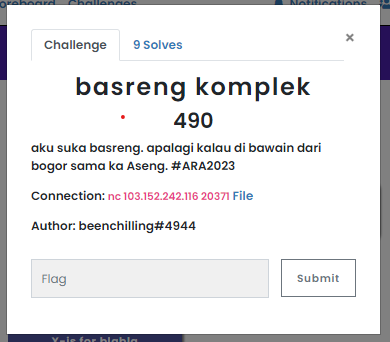 oreboard Challenges Notifications
Challenge 9 Solves ×
basreng komplek
490
aku suka basreng. apalagi kalau di bawain dari
bogor sama ka Aseng. #ARA2023
Connection: nc 103.152.242.116 20371 File
Author: beenchilling#4944
Flag Submit
X-is for blabla